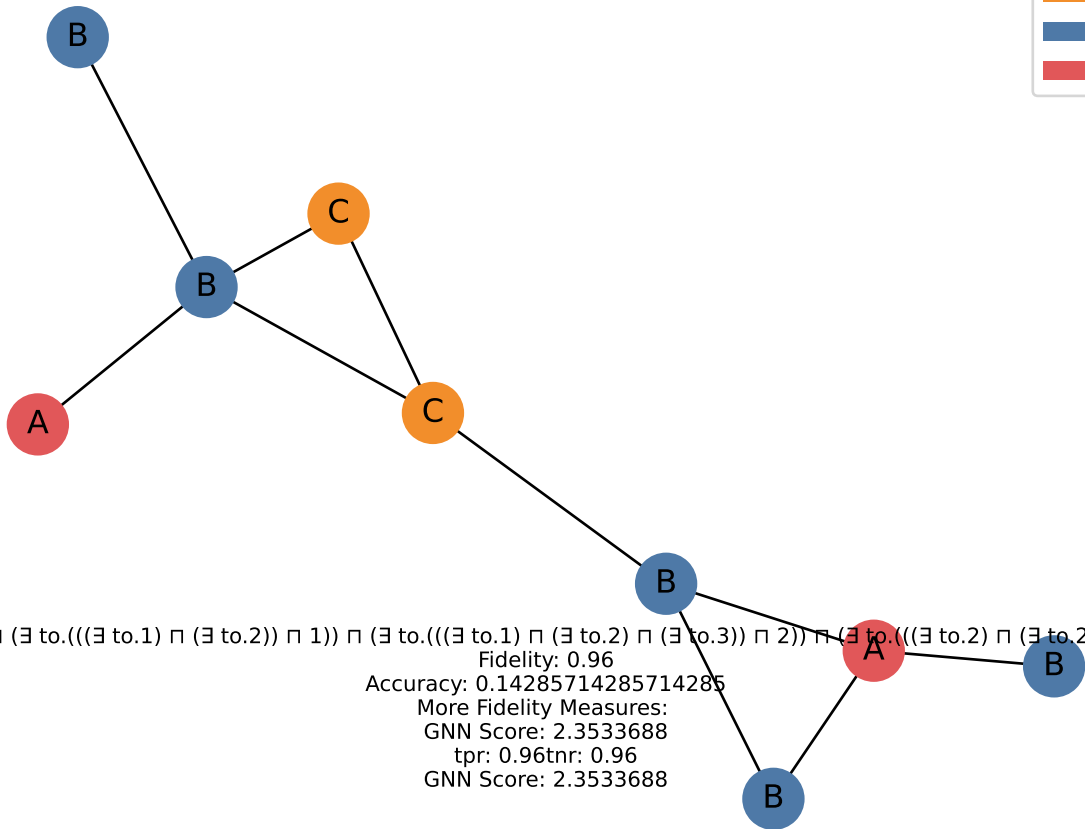 B
C
B
C
A
B
(∃ to.(((∃ to.1) ⊓ (∃ to.2)) ⊓ 1)) ⊓ (∃ to.(((∃ to.1) ⊓ (∃ to.2) ⊓ (∃ to.3)) ⊓ 2)) ⊓ (∃ to.(((∃ to.2) ⊓ (∃ to.2
A
Fidelity: 0.96
B
Accuracy: 0.14285714285714285
More Fidelity Measures:
GNN Score: 2.3533688
tpr: 0.96tnr: 0.96
GNN Score: 2.3533688
B